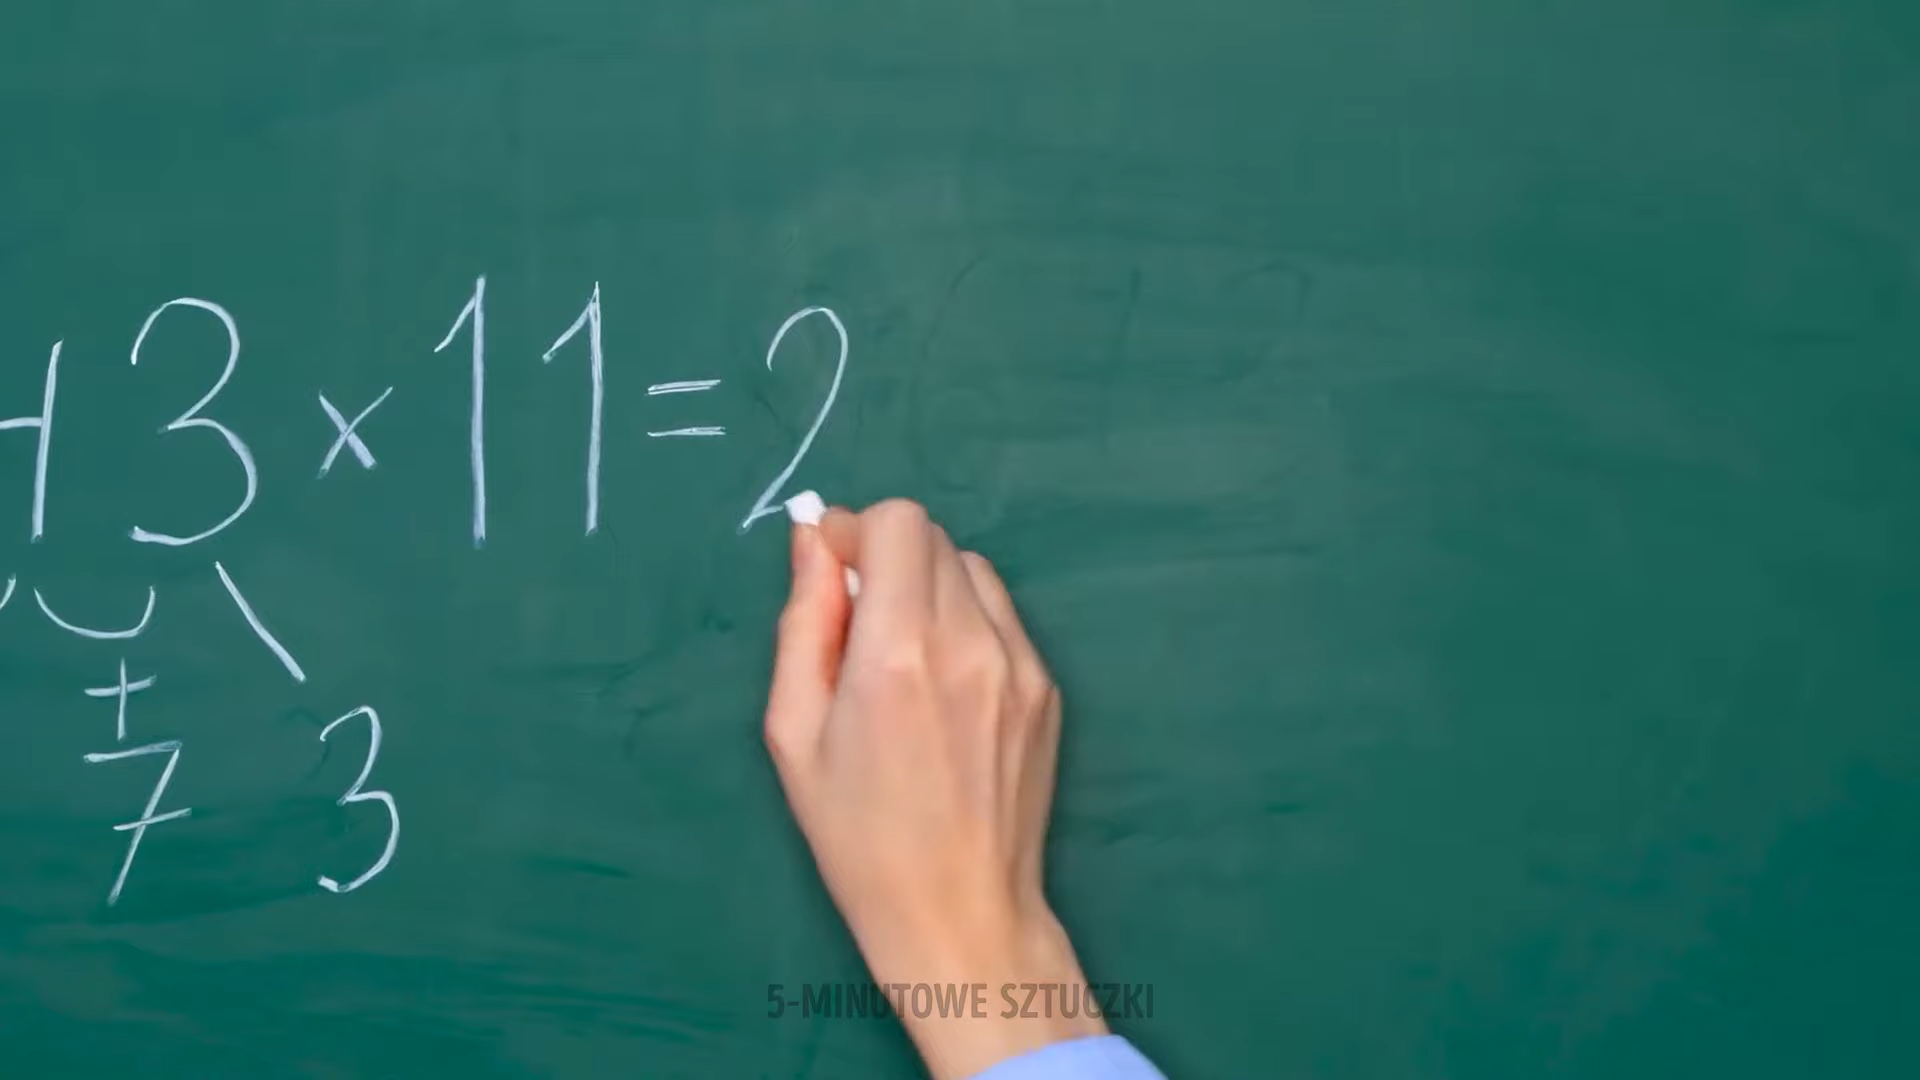 43 × 11 = 2
+
7 3
5-MINUTOWE SZTUCZKI